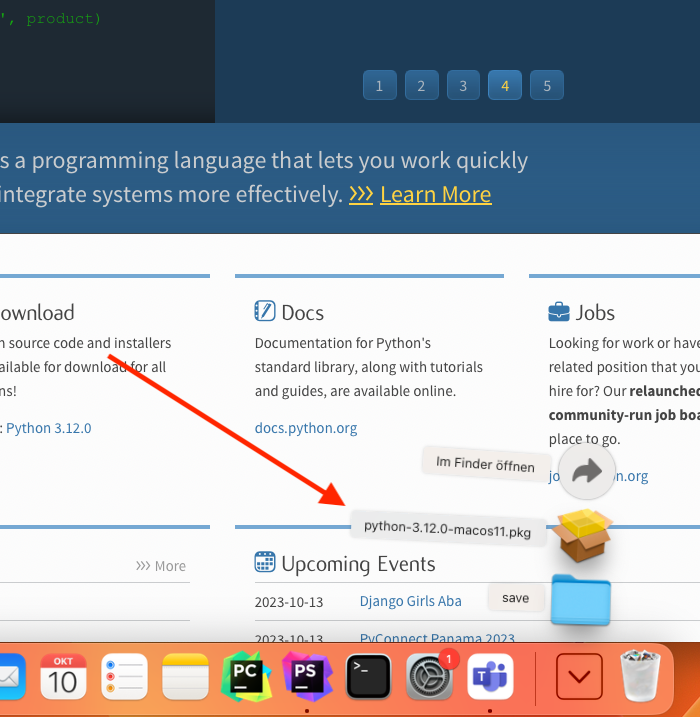 ', product)
1
2
3
4
5
s a programming language that lets you work quickly
integrate systems more effectively. >>> Learn More
ownload
Docs
Jobs
n source code and installers
ailable for download for all
ns!
: Python 3.12.0
Documentation for Python's
standard library, along with tutorials
and guides, are available online.
docs.python.org
Looking for work or have
related position that you
hire for? Our relaunched
community-run job boa
place to go.
jo n.org
Im Finder öffnen
python-3.12.0-macos11.pkg
save
>>> More
Upcoming Events
2023-10-13 Django Girls Aba
2023-10-13 PyConnect Panama 2023
OKT
10
PC
PS
>_
1
T